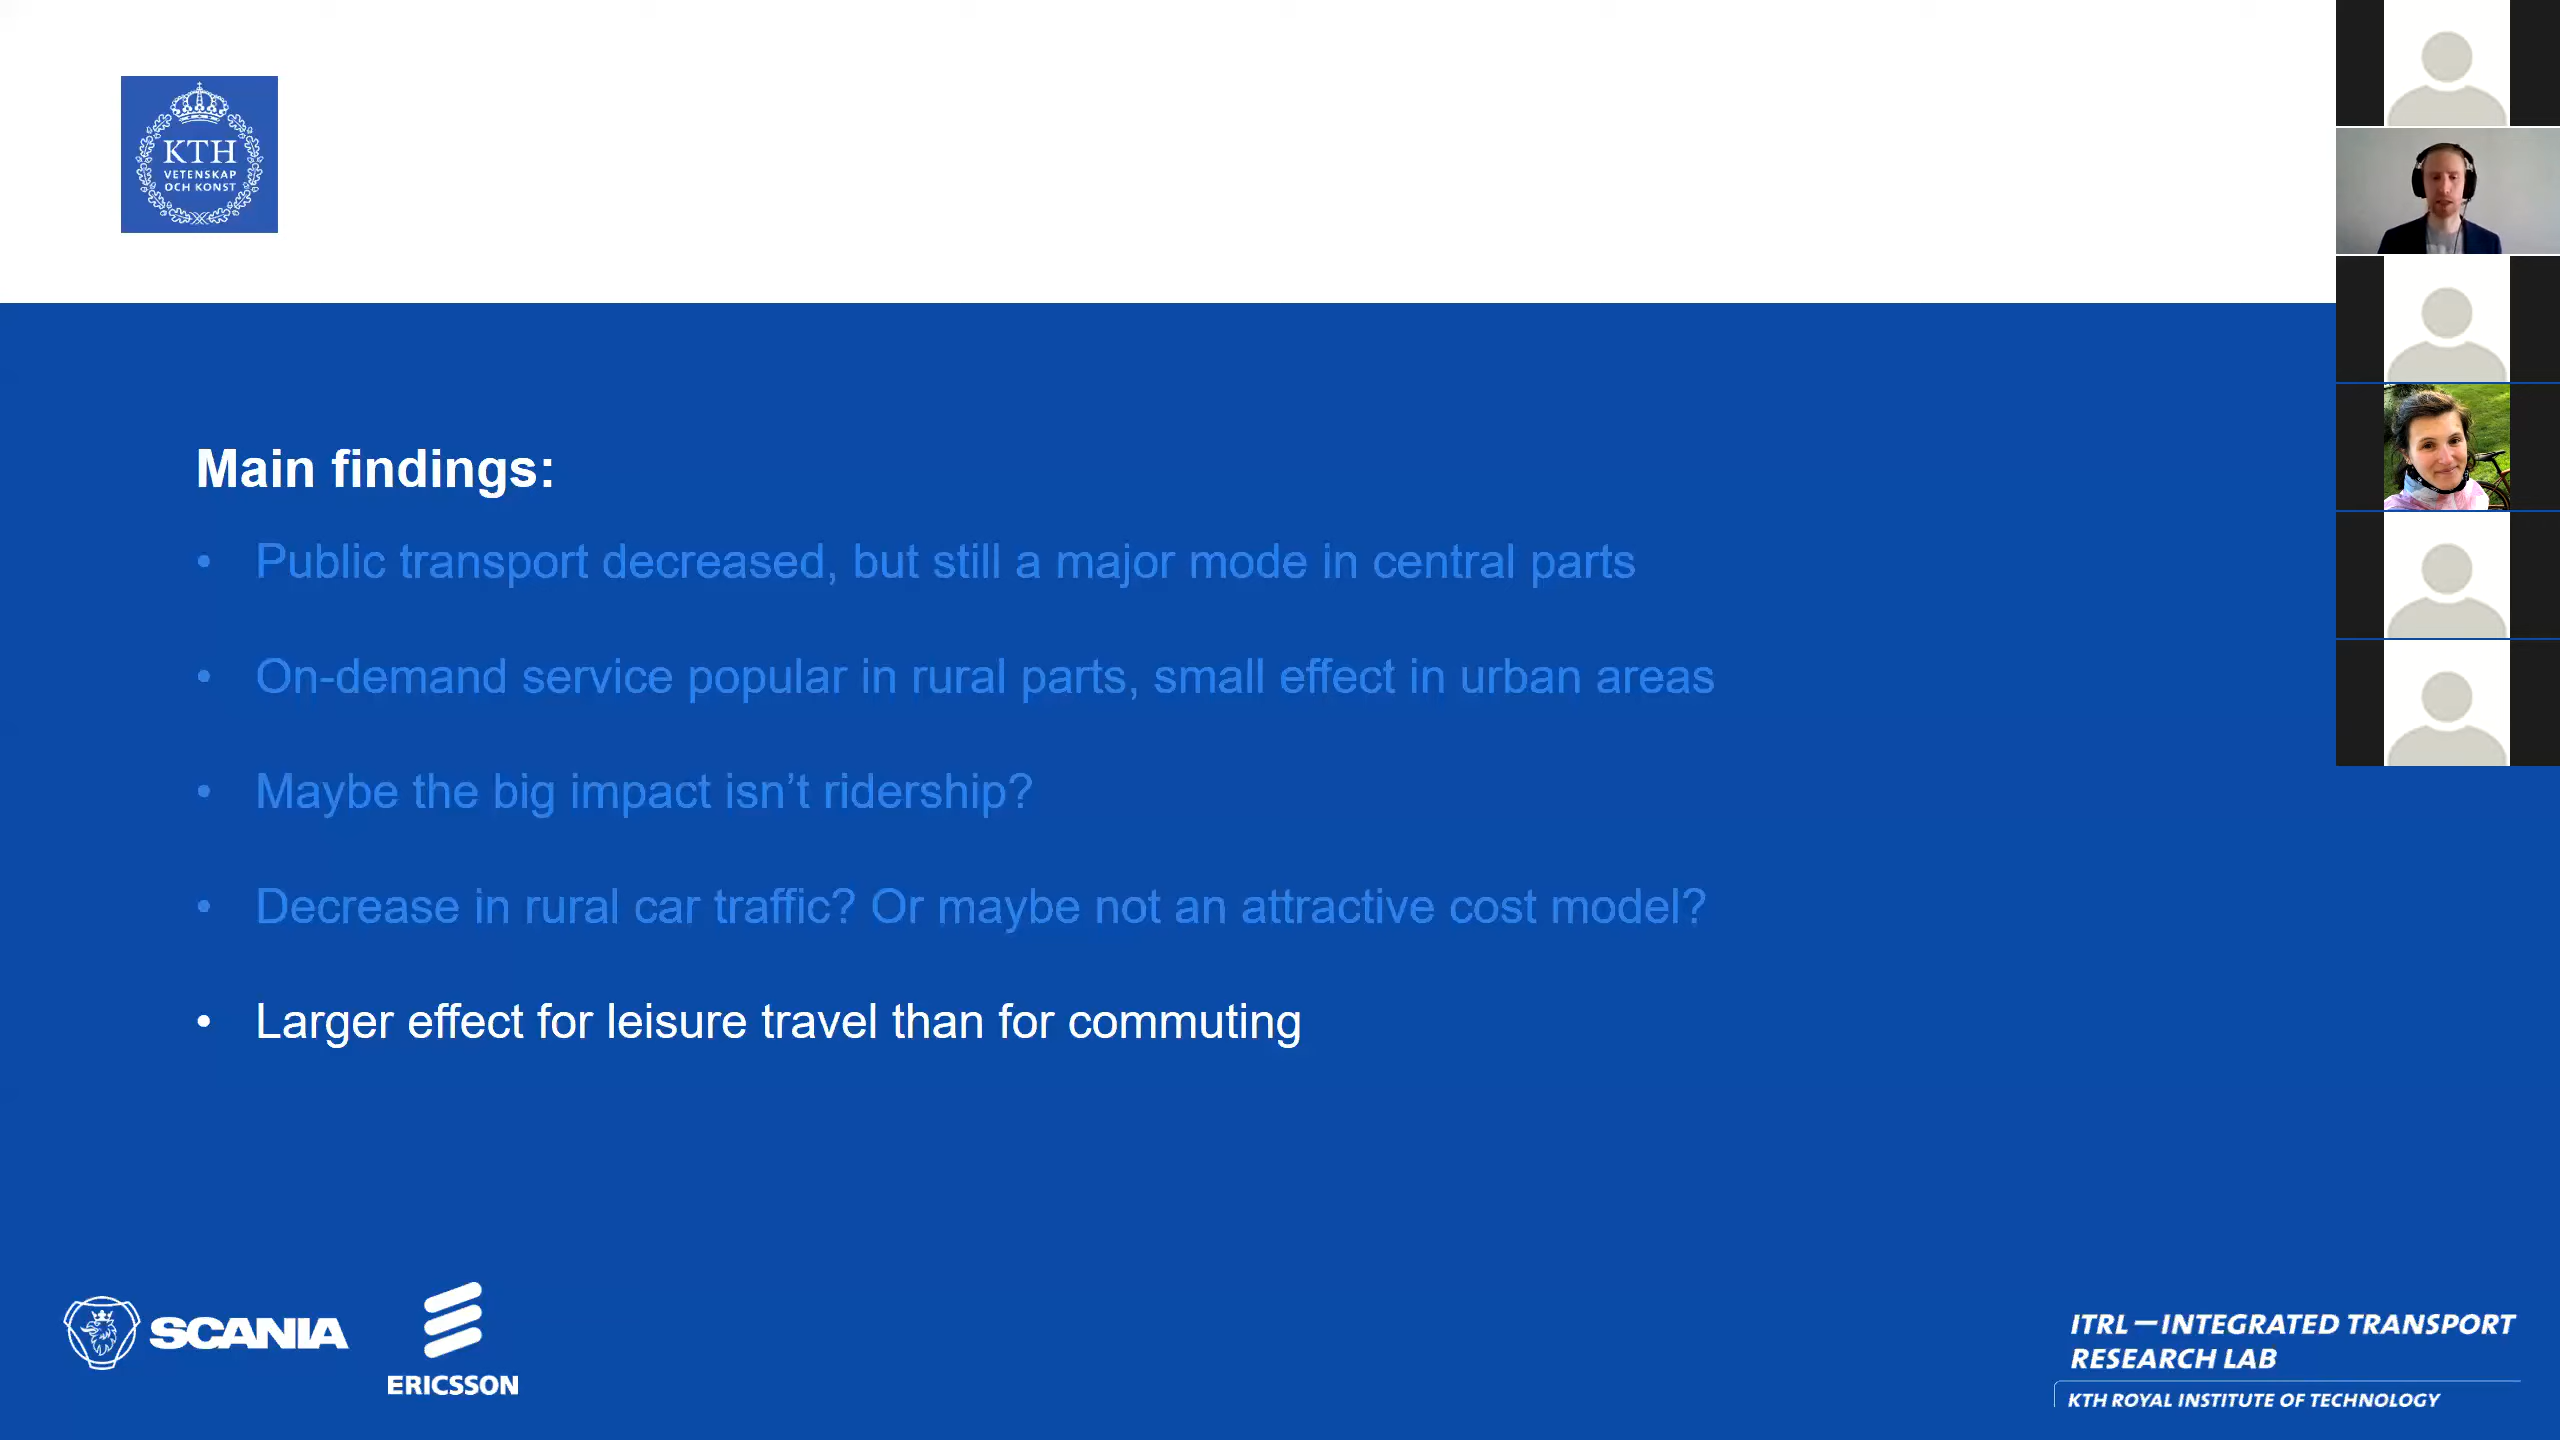 KTH
VETENSKAP
OCH KONST
Main findings:
• Public transport decreased, but still a major mode in central parts
• On-demand service popular in rural parts, small effect in urban areas
• Maybe the big impact isn’t ridership?
• Decrease in rural car traffic? Or maybe not an attractive cost model?
• Larger effect for leisure travel than for commuting
SCANIA
ERICSSON
ITRL – INTEGRATED TRANSPORT
RESEARCH LAB
KTH ROYAL INSTITUTE OF TECHNOLOGY